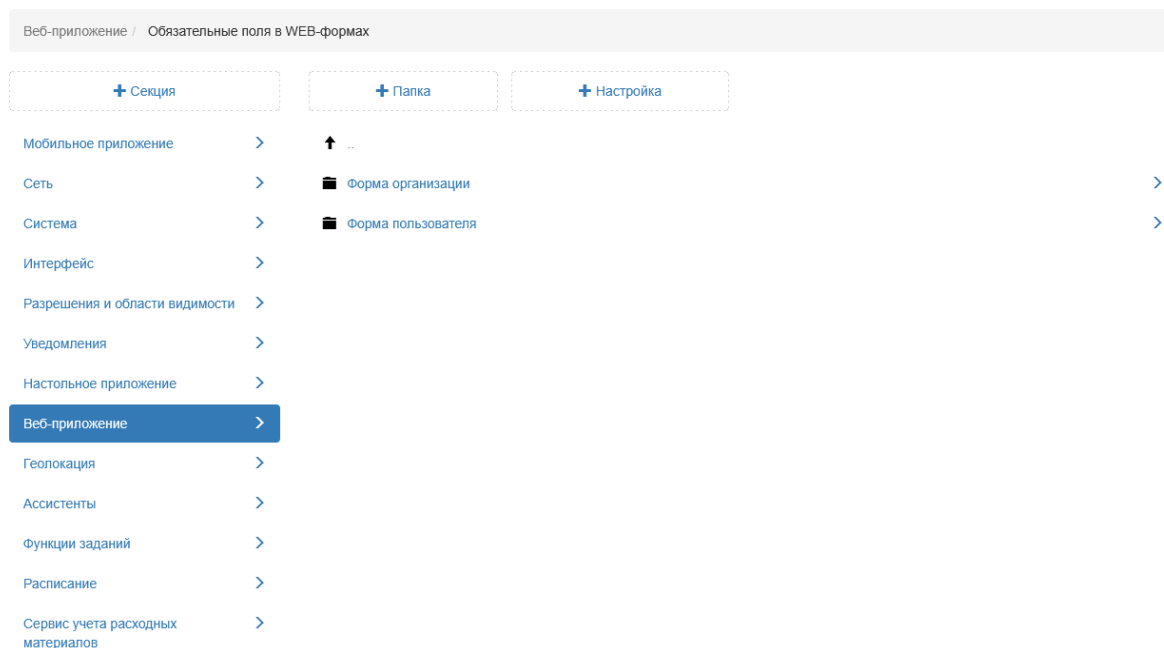 Веб-приложение / Обязательные поля в WEB-формах
+ Секция
+ Папка
+ Настройка
Мобильное приложение
Сеть
Система
Интерфейс
Разрешения и области видимости
Уведомления
Настольное приложение
Веб-приложение
Геолокация
Ассистенты
Функции заданий
Расписание
Сервис учета расходных
материалов
..
Форма организации
Форма пользователя